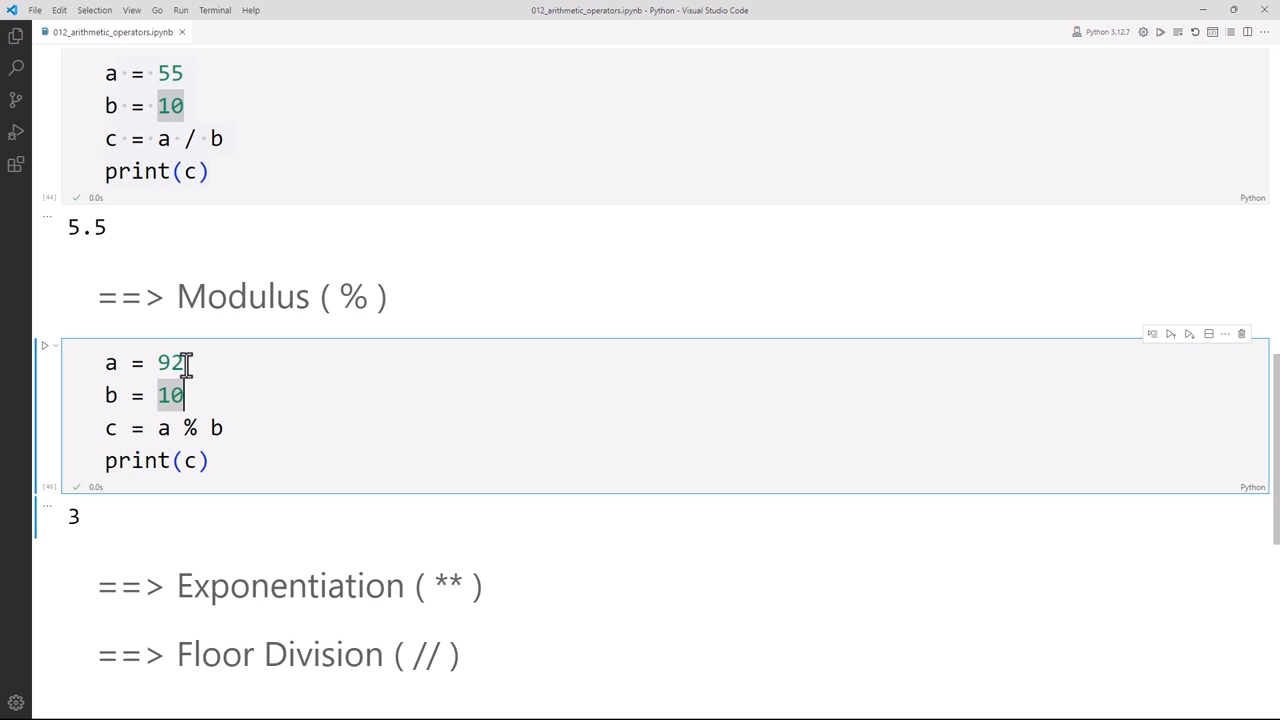 File Edit Selection View Go Run Terminal Help
012_arithmetic_operators.ipynb - Python - Visual Studio Code
012_arithmetic_operators.ipynb
Python 3.12.7
a = 55
b = 10
c = a / b
print(c)
[44] 0.0s Python
5.5
==> Modulus ( % )
a = 92
b = 10
c = a % b
print(c)
[46] 0.0s Python
3
==> Exponentiation ( ** )
==> Floor Division ( // )